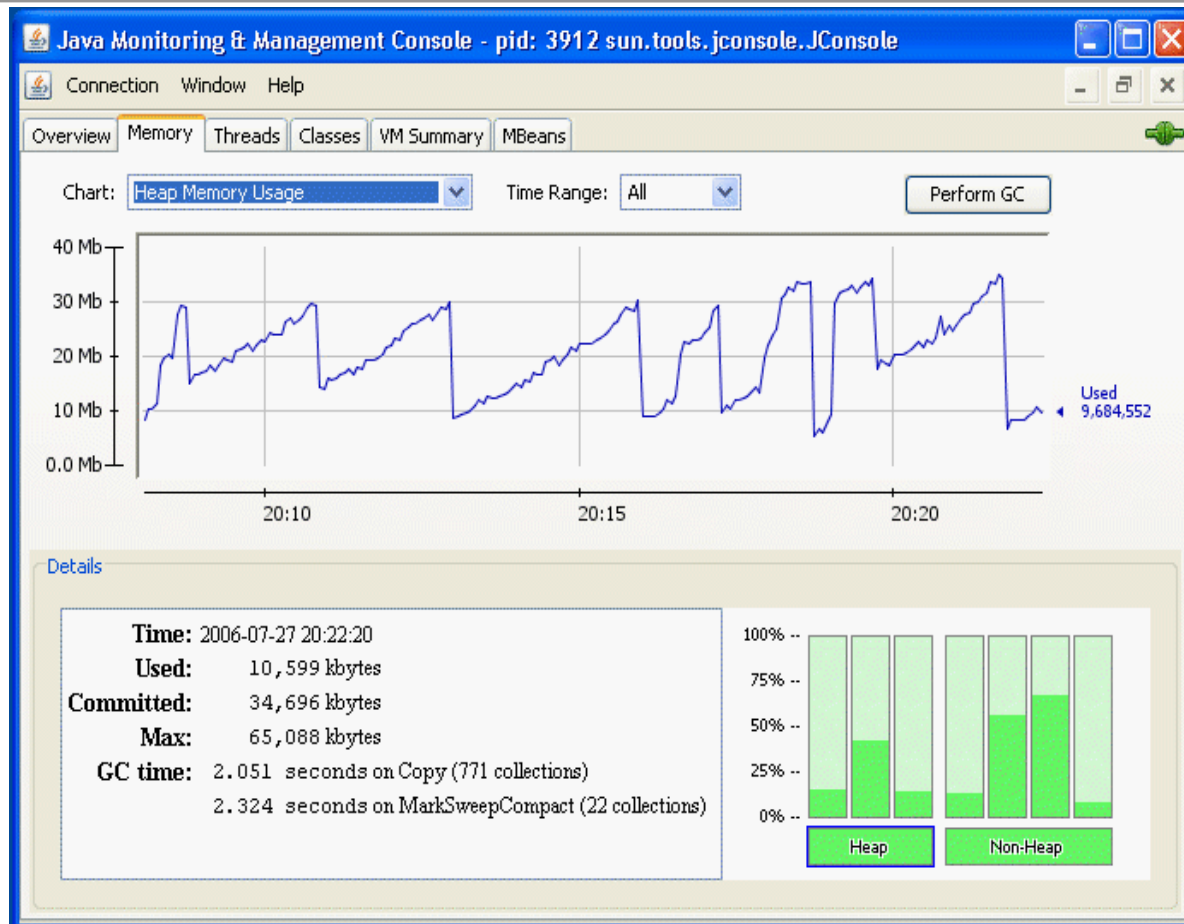 Java Monitoring & Management Console - pid: 3912 sun.tools.jconsole.JConsole
Connection Window Help
Overview Memory Threads Classes VM Summary MBeans
Chart: Heap Memory Usage Time Range: All Perform GC
40 Mb
30 Mb
20 Mb
10 Mb
0.0 Mb
Used
9,684,552
20:10 20:15 20:20
Details
Time: 2006-07-27 20:22:20
Used: 10,599 kbytes
Committed: 34,696 kbytes
Max: 65,088 kbytes
GC time: 2.051 seconds on Copy (771 collections)
2.324 seconds on MarkSweepCompact (22 collections)
100% --
75% --
50% --
25% --
0% --
Heap Non-Heap